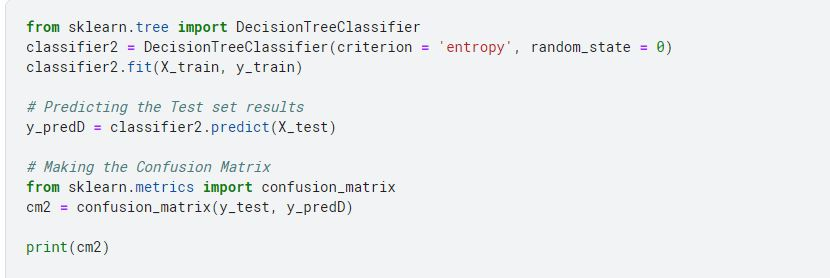 from sklearn.tree import DecisionTreeClassifier
classifier2 = DecisionTreeClassifier(criterion = 'entropy', random_state = 0)
classifier2.fit(X_train, y_train)
# Predicting the Test set results
y_predD = classifier2.predict(X_test)
# Making the Confusion Matrix
from sklearn.metrics import confusion_matrix
cm2 = confusion_matrix(y_test, y_predD)
print(cm2)